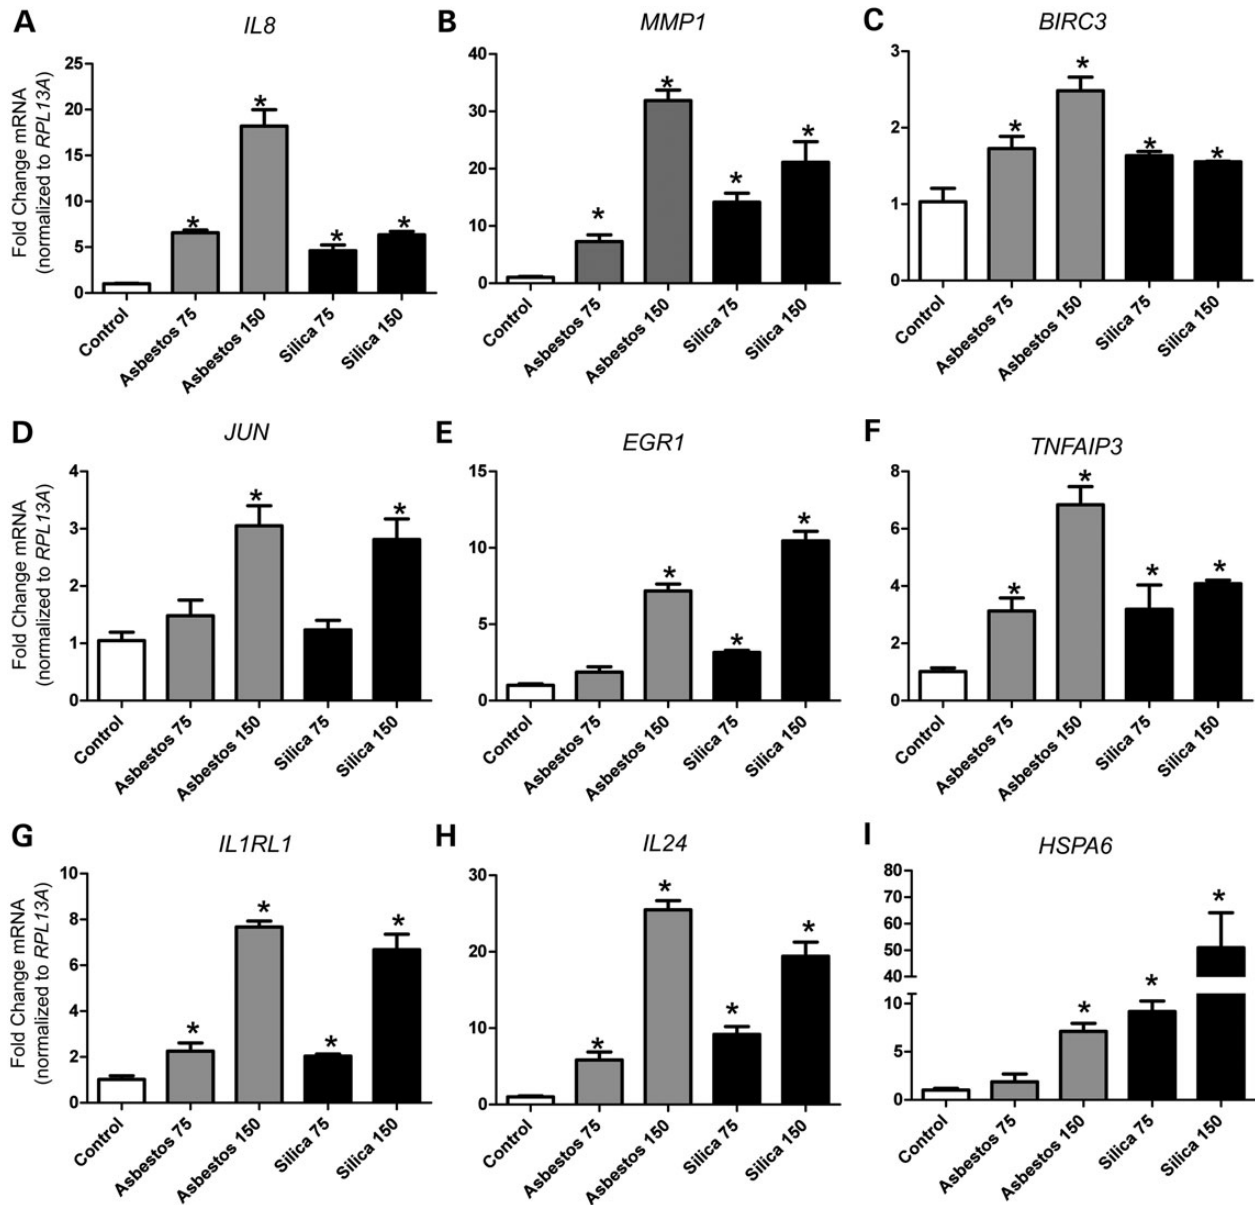 A
IL8
Fold Change mRNA
(normalized to RPL13A)
25
20
15
10
5
0
*
*
*
*
Control
Asbestos 75
Asbestos 150
Silica 75
Silica 150
B
MMP1
40
30
20
10
0
*
*
*
*
Control
Asbestos 75
Asbestos 150
Silica 75
Silica 150
C
BIRC3
3
2
1
0
*
*
*
*
Control
Asbestos 75
Asbestos 150
Silica 75
Silica 150
D
JUN
Fold Change mRNA
(normalized to RPL13A)
4
3
2
1
0
*
*
Control
Asbestos 75
Asbestos 150
Silica 75
Silica 150
E
EGR1
15
10
5
0
*
*
*
Control
Asbestos 75
Asbestos 150
Silica 75
Silica 150
F
TNFAIP3
8
6
4
2
0
*
*
*
*
Control
Asbestos 75
Asbestos 150
Silica 75
Silica 150
G
IL1RL1
Fold Change mRNA
(normalized to RPL13A)
10
8
6
4
2
0
*
*
*
*
Control
Asbestos 75
Asbestos 150
Silica 75
Silica 150
H
IL24
30
20
10
0
*
*
*
*
Control
Asbestos 75
Asbestos 150
Silica 75
Silica 150
I
HSPA6
80
70
60
50
40
10
5
0
*
*
*
Control
Asbestos 75
Asbestos 150
Silica 75
Silica 150